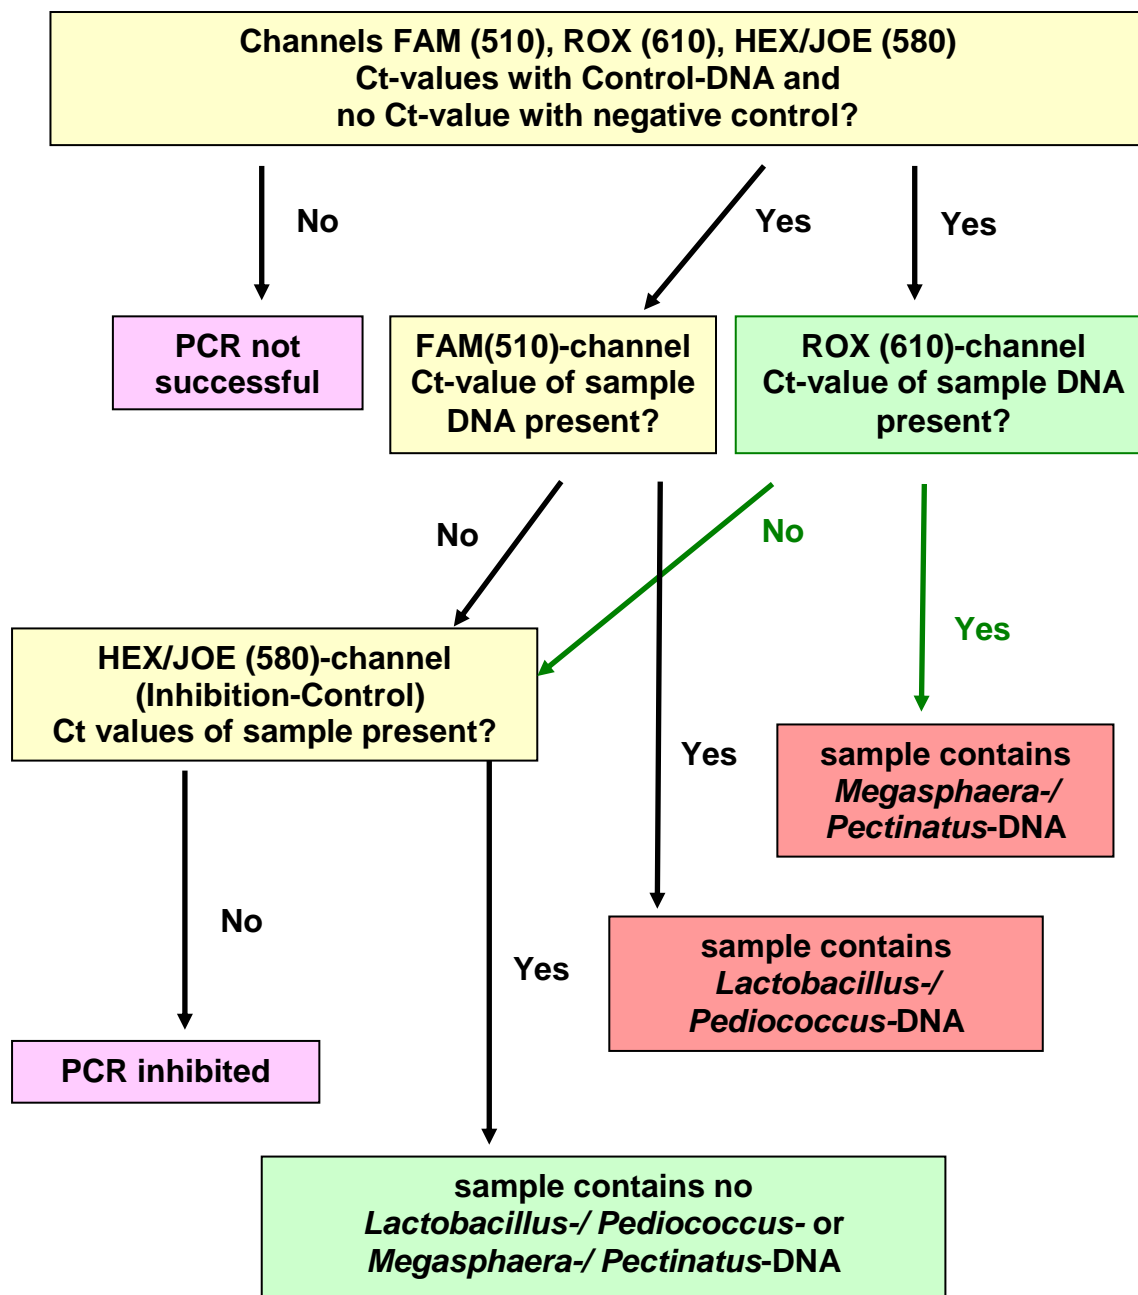 Channels FAM (510), ROX (610), HEX/JOE (580)
Ct-values with Control-DNA and
no Ct-value with negative control?
No
Yes
Yes
PCR not
successful
FAM(510)-channel
Ct-value of sample
DNA present?
ROX (610)-channel
Ct-value of sample DNA
present?
No
No
Yes
HEX/JOE (580)-channel
(Inhibition-Control)
Ct values of sample present?
Yes
sample contains
Megasphaera-/
Pectinatus-DNA
No
Yes
sample contains
Lactobacillus-/
Pediococcus-DNA
PCR inhibited
sample contains no
Lactobacillus-/ Pediococcus- or
Megasphaera-/ Pectinatus-DNA